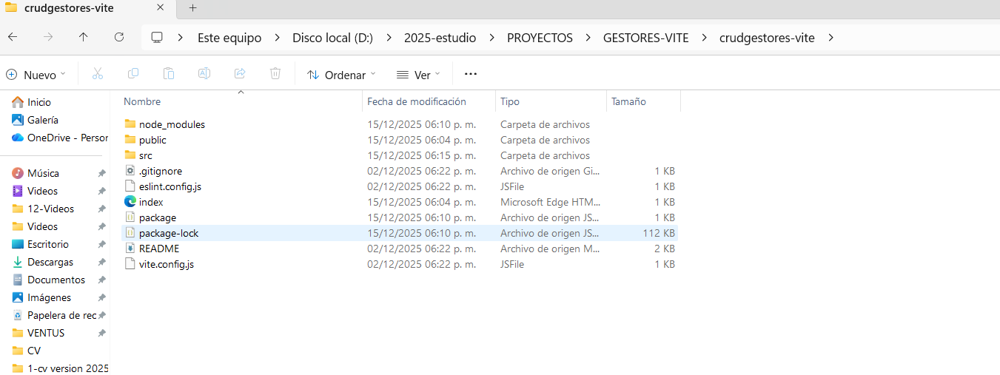 crudgestores-vite
Este equipo > Disco local (D:) > 2025-estudio > PROYECTOS > GESTORES-VITE > crudgestores-vite >
Nuevo Ordenar Ver ...
Nombre Fecha de modificación Tipo Tamaño
Inicio
Galería
OneDrive - Persor
Música
Videos
12-Videos
Videos
Escritorio
Descargas
Documentos
Imágenes
Papelera de rec
VENTUS
CV
1-cv version 2025
node_modules 15/12/2025 06:10 p. m. Carpeta de archivos
public 15/12/2025 06:04 p. m. Carpeta de archivos
src 15/12/2025 06:15 p. m. Carpeta de archivos
.gitignore 02/12/2025 06:22 p. m. Archivo de origen Gi... 1 KB
eslint.config.js 02/12/2025 06:22 p. m. JSFile 1 KB
index 15/12/2025 06:04 p. m. Microsoft Edge HTM... 1 KB
package 15/12/2025 06:10 p. m. Archivo de origen JS... 1 KB
package-lock 15/12/2025 06:10 p. m. Archivo de origen JS... 112 KB
README 02/12/2025 06:22 p. m. Archivo de origen M... 2 KB
vite.config.js 02/12/2025 06:22 p. m. JSFile 1 KB